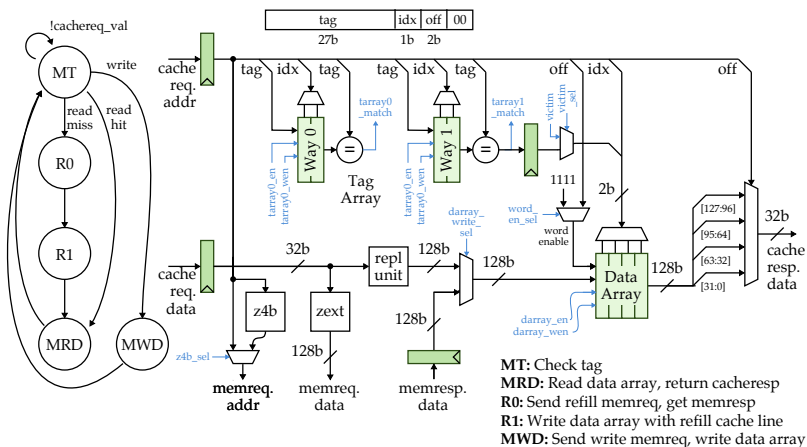 !cachereq_val
MT
write
read
miss
read
hit
R0
R1
MRD
MWD
tag
idx
off
00
27b
1b
2b
cache
req.
addr
tag
idx
tag
tag
idx
tag
off
idx
off
Way 0
=
tarray0
_match
tarray0_en
tarray0_wen
Tag
Array
Way 1
=
tarray1
_match
tarray0_en
tarray0_wen
victim
victim
_sel
1111
2b
word_
en_sel
word
enable
cache
req.
data
32b
repl
unit
128b
darray_
write_
sel
128b
Data
Array
darray_en
darray_wen
128b
[127:96]
[95:64]
[63:32]
[31:0]
32b
cache
resp.
data
z4b
zext
z4b_sel
128b
128b
memreq.
addr
memreq.
data
memresp.
data
MT: Check tag
MRD: Read data array, return cacheresp
R0: Send refill memreq, get memresp
R1: Write data array with refill cache line
MWD: Send write memreq, write data array